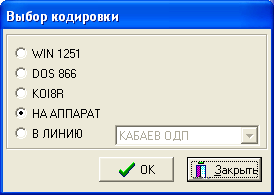 Выбор кодировки
WIN 1251
DOS 866
KOI8R
НА АППАРАТ
В ЛИНИЮ
КАБАЕВ ОДП
OK
Закрыть